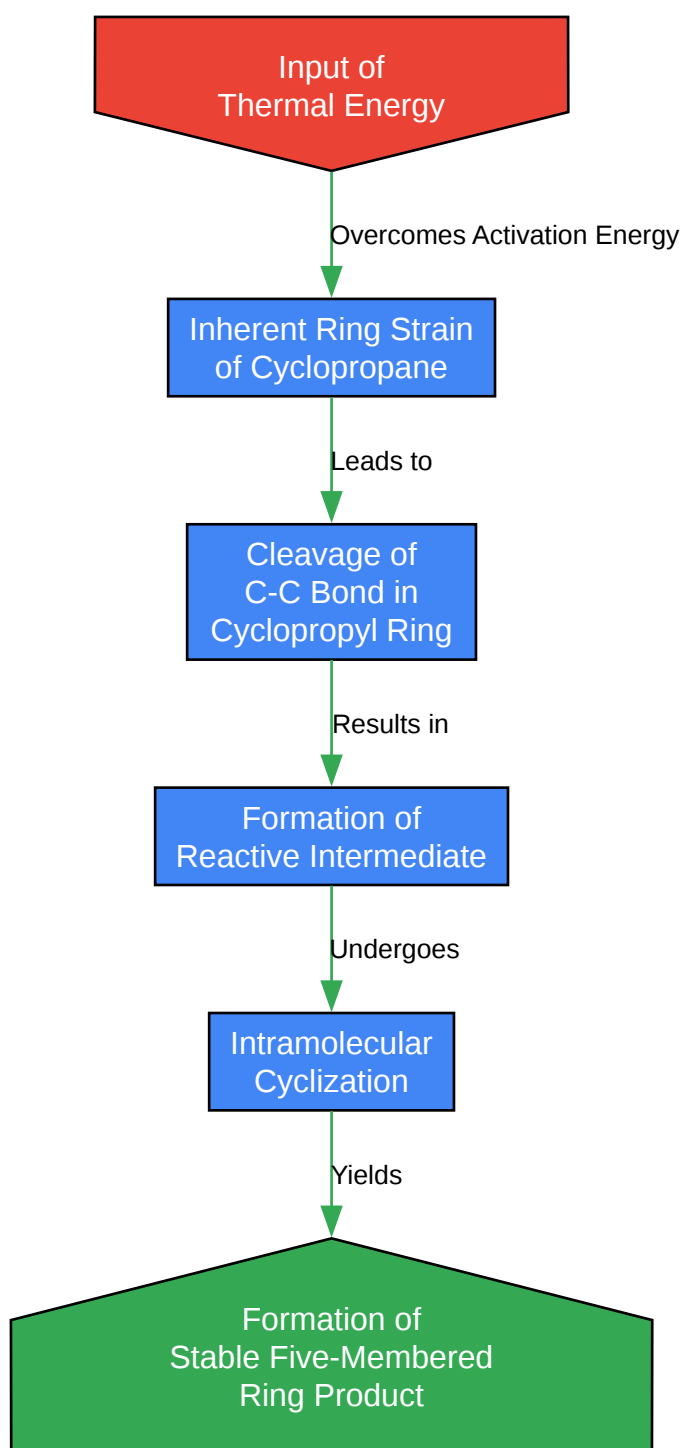 Input of
Thermal Energy
Overcomes Activation Energy
Inherent Ring Strain
of Cyclopropane
Leads to
Cleavage of
C-C Bond in
Cyclopropyl Ring
Results in
Formation of
Reactive Intermediate
Undergoes
Intramolecular
Cyclization
Yields
Formation of
Stable Five-Membered
Ring Product